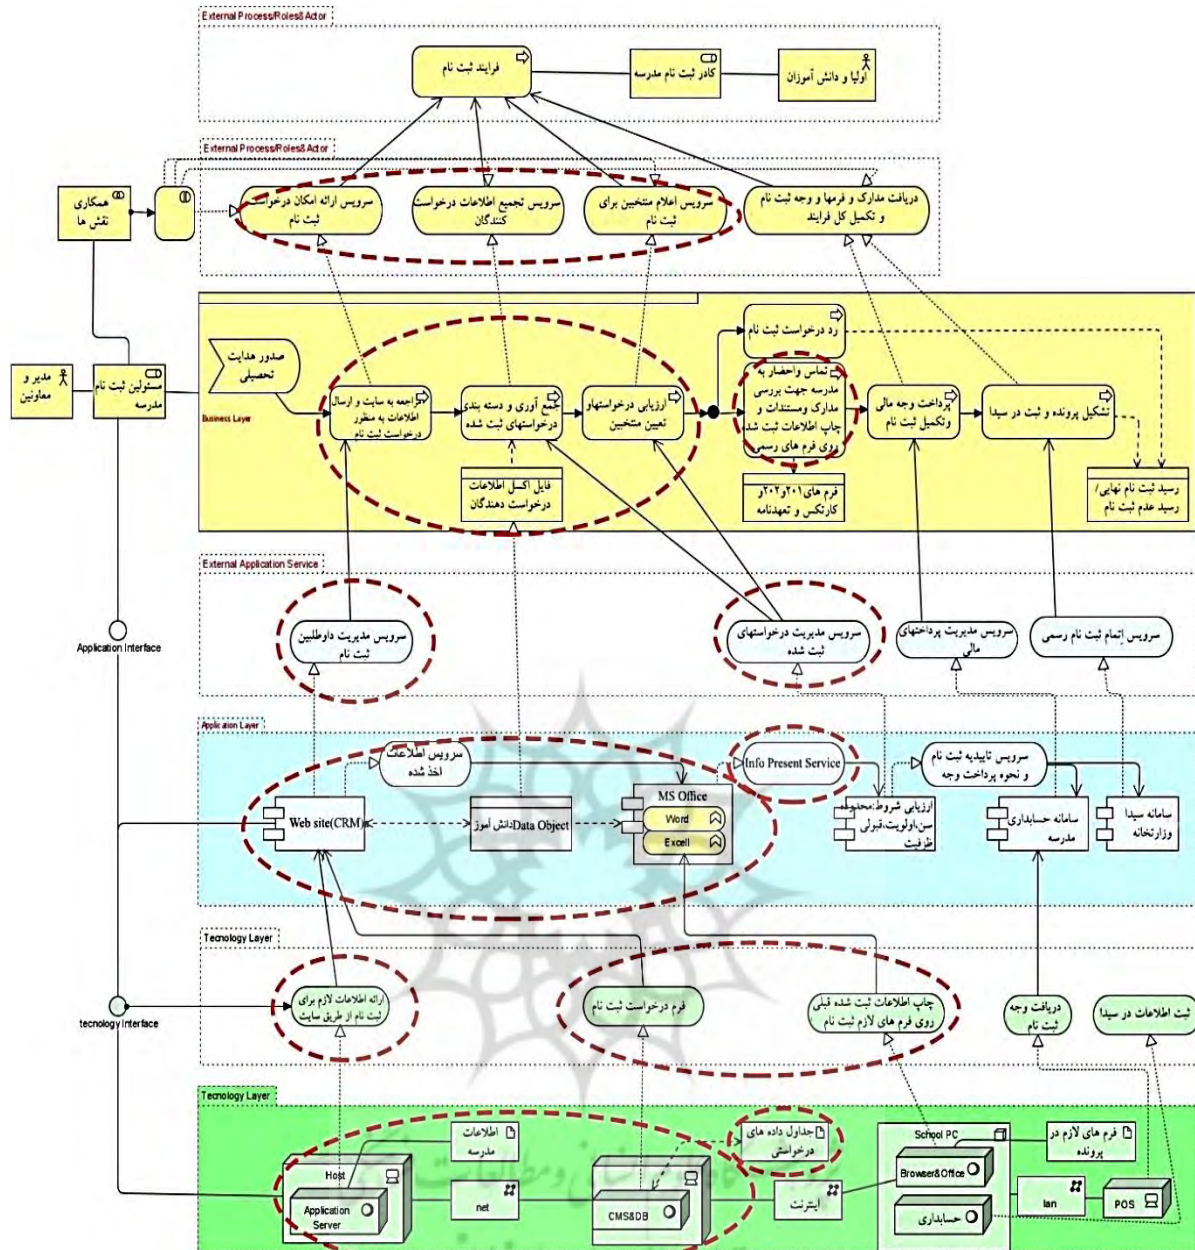 External Process/Roles&Actor
فرایند ثبت نام
کادر ثبت نام مدرسه
اولیا و دانش آموزان
External Process/Roles&Actor
همکاری
نقش ها
سرویس ارائه امکان درخواست
ثبت نام
سرویس تجمیع اطلاعات درخواست
کنندگان
سرویس اعلام منتخبین برای
ثبت نام
دریافت مدارک و فرمها و وجه ثبت نام
و تکمیل کل فرایند
مدیر و
معاونین
مسئولین ثبت نام
مدرسه
صدور هدایت
تحصیلی
Business Layer
مراجعه به سایت و ارسال
اطلاعات به منظور
درخواست ثبت نام
جمع آوری و دسته بندی
درخواستهای ثبت شده
ارزیابی درخواستهاو
تعیین منتخبین
رد درخواست ثبت نام
تماس واحضار به
مدرسه جهت بررسی
مدارک ومستندات و
چاپ اطلاعات ثبت شده
روی فرم های رسمی
پرداخت وجه مالی
وتکمیل ثبت نام
تشکیل پرونده و ثبت در سیدا
فایل اکسل اطلاعات
درخواست دهندگان
فرم های۲۰۱و۲۰۲و
کارتکس و تعهدنامه
رسید ثبت نام نهایی/
رسید عدم ثبت نام
External Application Service
Application Interface
سرویس مدیریت داوطلبین
ثبت نام
سرویس مدیریت درخواستهای
ثبت شده
سرویس مدیریت پرداختهای
مالی
سرویس اتمام ثبت نام رسمی
Application Layer
سرویس اطلاعات
اخذ شده
Info Present Service
سرویس تاییدیه ثبت نام
و نحوه پرداخت وجه
Web site(CRM)
دانش آموزData Object
MS Office
Word
Excell
ارزیابی شروط:محدوده
سن،اولویت،قبولی
ظرفیت
سامانه حسابداری
مدرسه
سامانه سیدا
وزارتخانه
Tecnology Layer
tecnology Interface
ارائه اطلاعات لازم برای
ثبت نام از طریق سایت
فرم درخواست ثبت نام
چاپ اطلاعات ثبت شده قبلی
روی فرم های لازم ثبت نام
دریافت وجه
ثبت نام
ثبت اطلاعات در سیدا
Tecnology Layer
Host
Application
Server
اطلاعات
مدرسه
net
CMS&DB
جداول داده های
درخواستی
اینترنت
School PC
Browser&Office
حسابداری
فرم های لازم در
پرونده
lan
POS